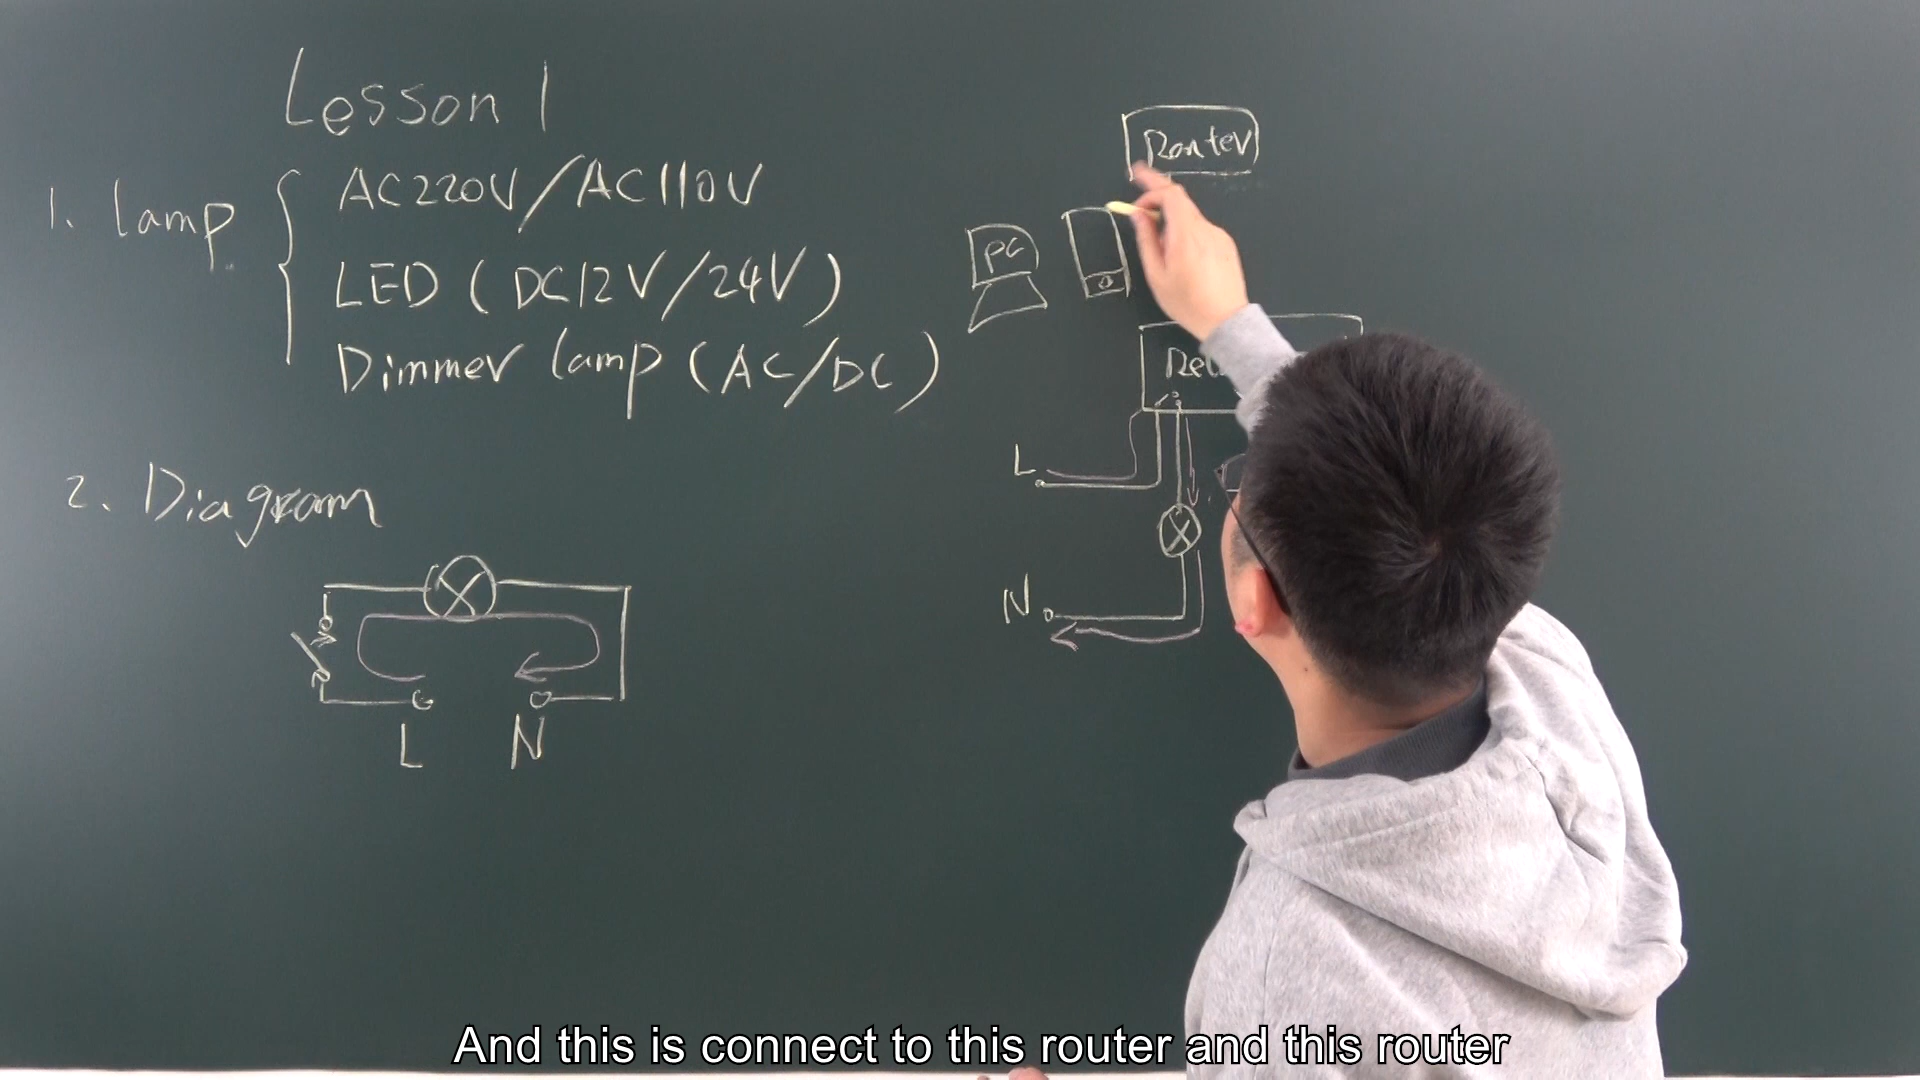 Lesson 1
1. lamp
AC220V/AC110V
LED (DC12V/24V)
Dimmer lamp (AC/DC)
2. Diagram
L N
Router
PC
L
N
And this is connect to this router and this router